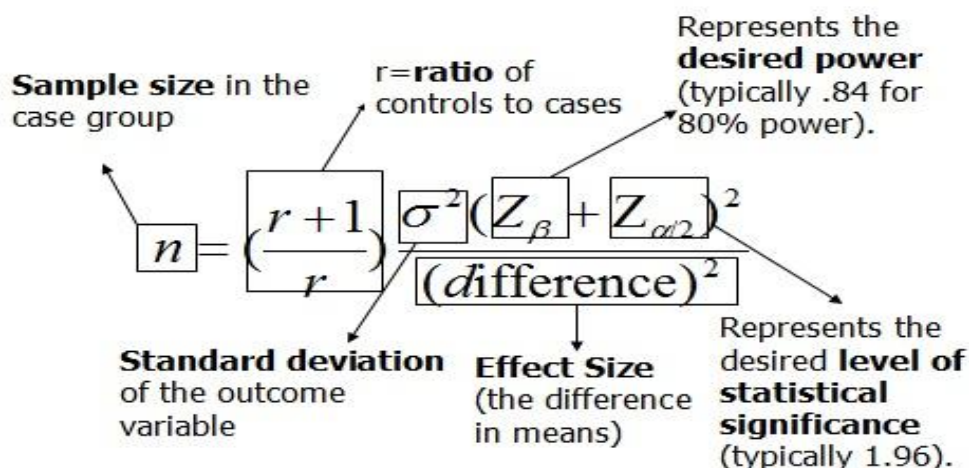 Represents the
desired power
(typically .84 for
80% power).
r=ratio of
controls to cases
Sample size in the
case group
n = (r+1/r) σ²(Zβ + Zα/2)²/(difference)²
Standard deviation
of the outcome
variable
Effect Size
(the difference
in means)
Represents the
desired level of
statistical
significance
(typically 1.96).